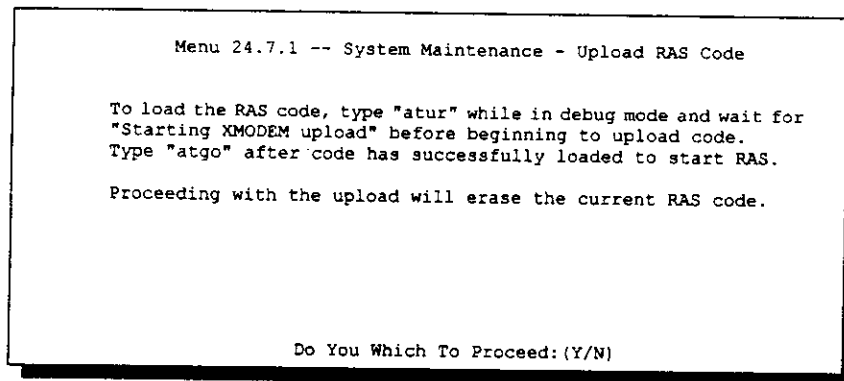 Menu 24.7.1 -- System Maintenance - Upload RAS Code
To load the RAS code, type "atur" while in debug mode and wait for
"Starting XMODEM upload" before beginning to upload code.
Type "atgo" after code has successfully loaded to start RAS.
Proceeding with the upload will erase the current RAS code.
Do You Which To Proceed:(Y/N)